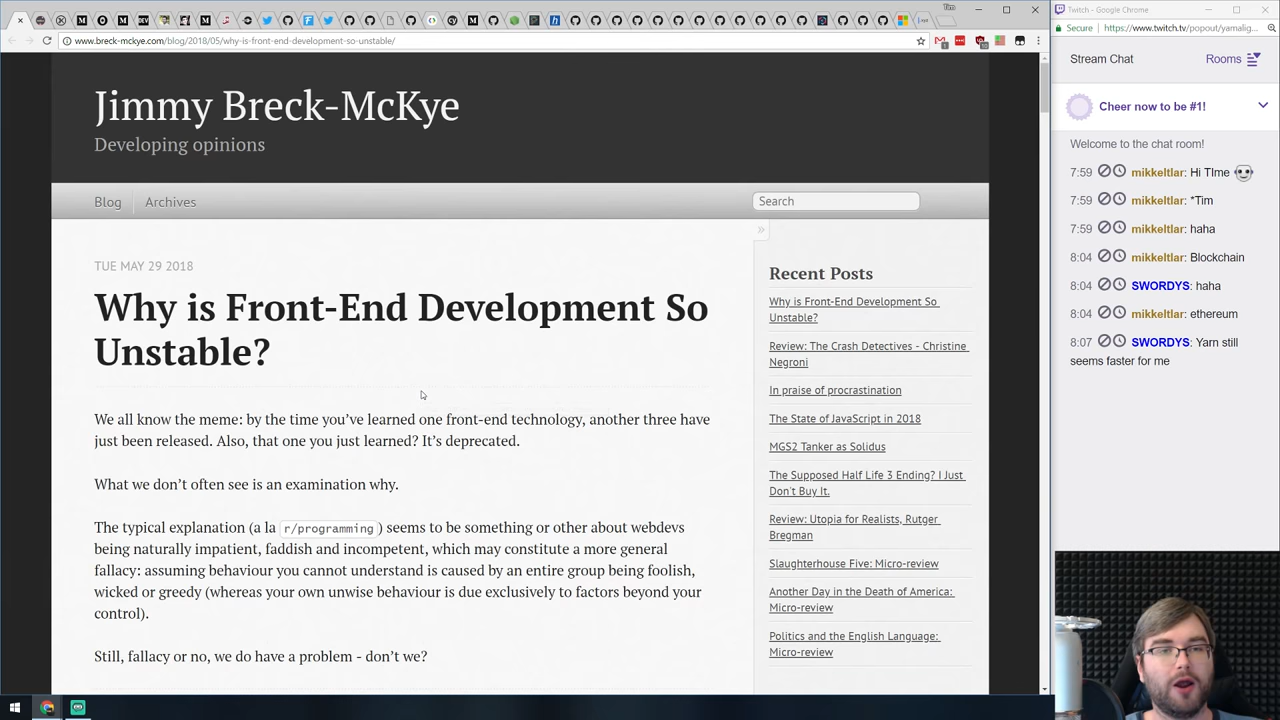 Tim
www.breck-mckye.com/blog/2018/05/why-is-front-end-development-so-unstable/
Jimmy Breck-McKye
Developing opinions
Blog
Archives
Search
»
TUE MAY 29 2018
Why is Front-End Development So
Unstable?
We all know the meme: by the time you’ve learned one front-end technology, another three have
just been released. Also, that one you just learned? It’s deprecated.
What we don’t often see is an examination why.
The typical explanation (a la r/programming ) seems to be something or other about webdevs
being naturally impatient, faddish and incompetent, which may constitute a more general
fallacy: assuming behaviour you cannot understand is caused by an entire group being foolish,
wicked or greedy (whereas your own unwise behaviour is due exclusively to factors beyond your
control).
Still, fallacy or no, we do have a problem - don’t we?
Recent Posts
Why is Front-End Development So
Unstable?
Review: The Crash Detectives - Christine
Negroni
In praise of procrastination
The State of JavaScript in 2018
MGS2 Tanker as Solidus
The Supposed Half Life 3 Ending? I Just
Don't Buy It.
Review: Utopia for Realists, Rutger
Bregman
Slaughterhouse Five: Micro-review
Another Day in the Death of America:
Micro-review
Politics and the English Language:
Micro-review
Twitch - Google Chrome
Secure
https://www.twitch.tv/popout/yamalig...
Stream Chat
Rooms
Cheer now to be #1!
Welcome to the chat room!
7:59 mikkeltlar: Hi TIme
7:59 mikkeltlar: *Tim
7:59 mikkeltlar: haha
8:04 mikkeltlar: Blockchain
8:04 SWORDYS: haha
8:04 mikkeltlar: ethereum
8:07 SWORDYS: Yarn still
seems faster for me